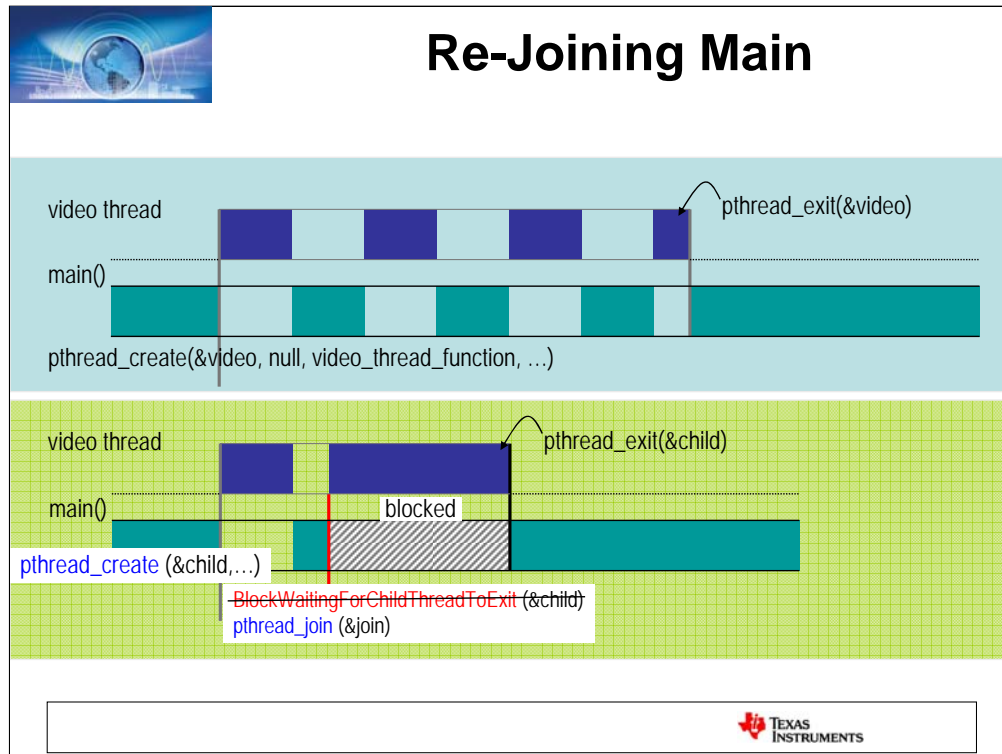 Re-Joining Main
video thread
pthread_exit(&video)
main()
pthread_create(&video, null, video_thread_function, …)
video thread
pthread_exit(&child)
main()
blocked
pthread_create (&child,…)
BlockWaitingForChildThreadToExit (&child)
pthread_join (&join)
TEXAS
INSTRUMENTS